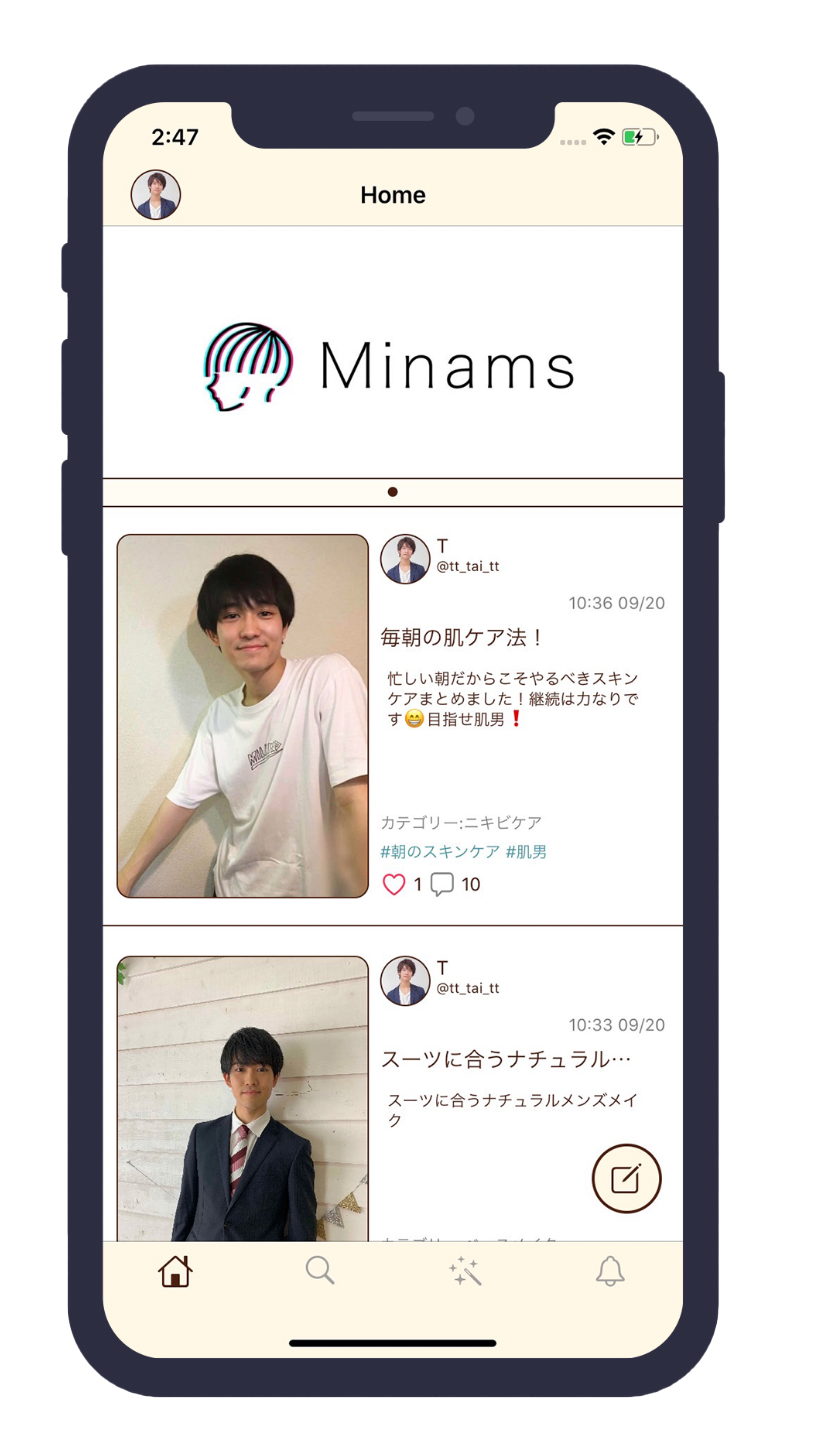 2:47
Home
Minams
T
@tt_tai_tt
10:36 09/20
毎朝の肌ケア法！
忙しい朝だからこそやるべきスキン
ケアまとめました！継続は力なりで
す😁目指せ肌男❗
カテゴリー:ニキビケア
#朝のスキンケア #肌男
1 10
T
@tt_tai_tt
10:33 09/20
スーツに合うナチュラル…
スーツに合うナチュラルメンズメイ
ク